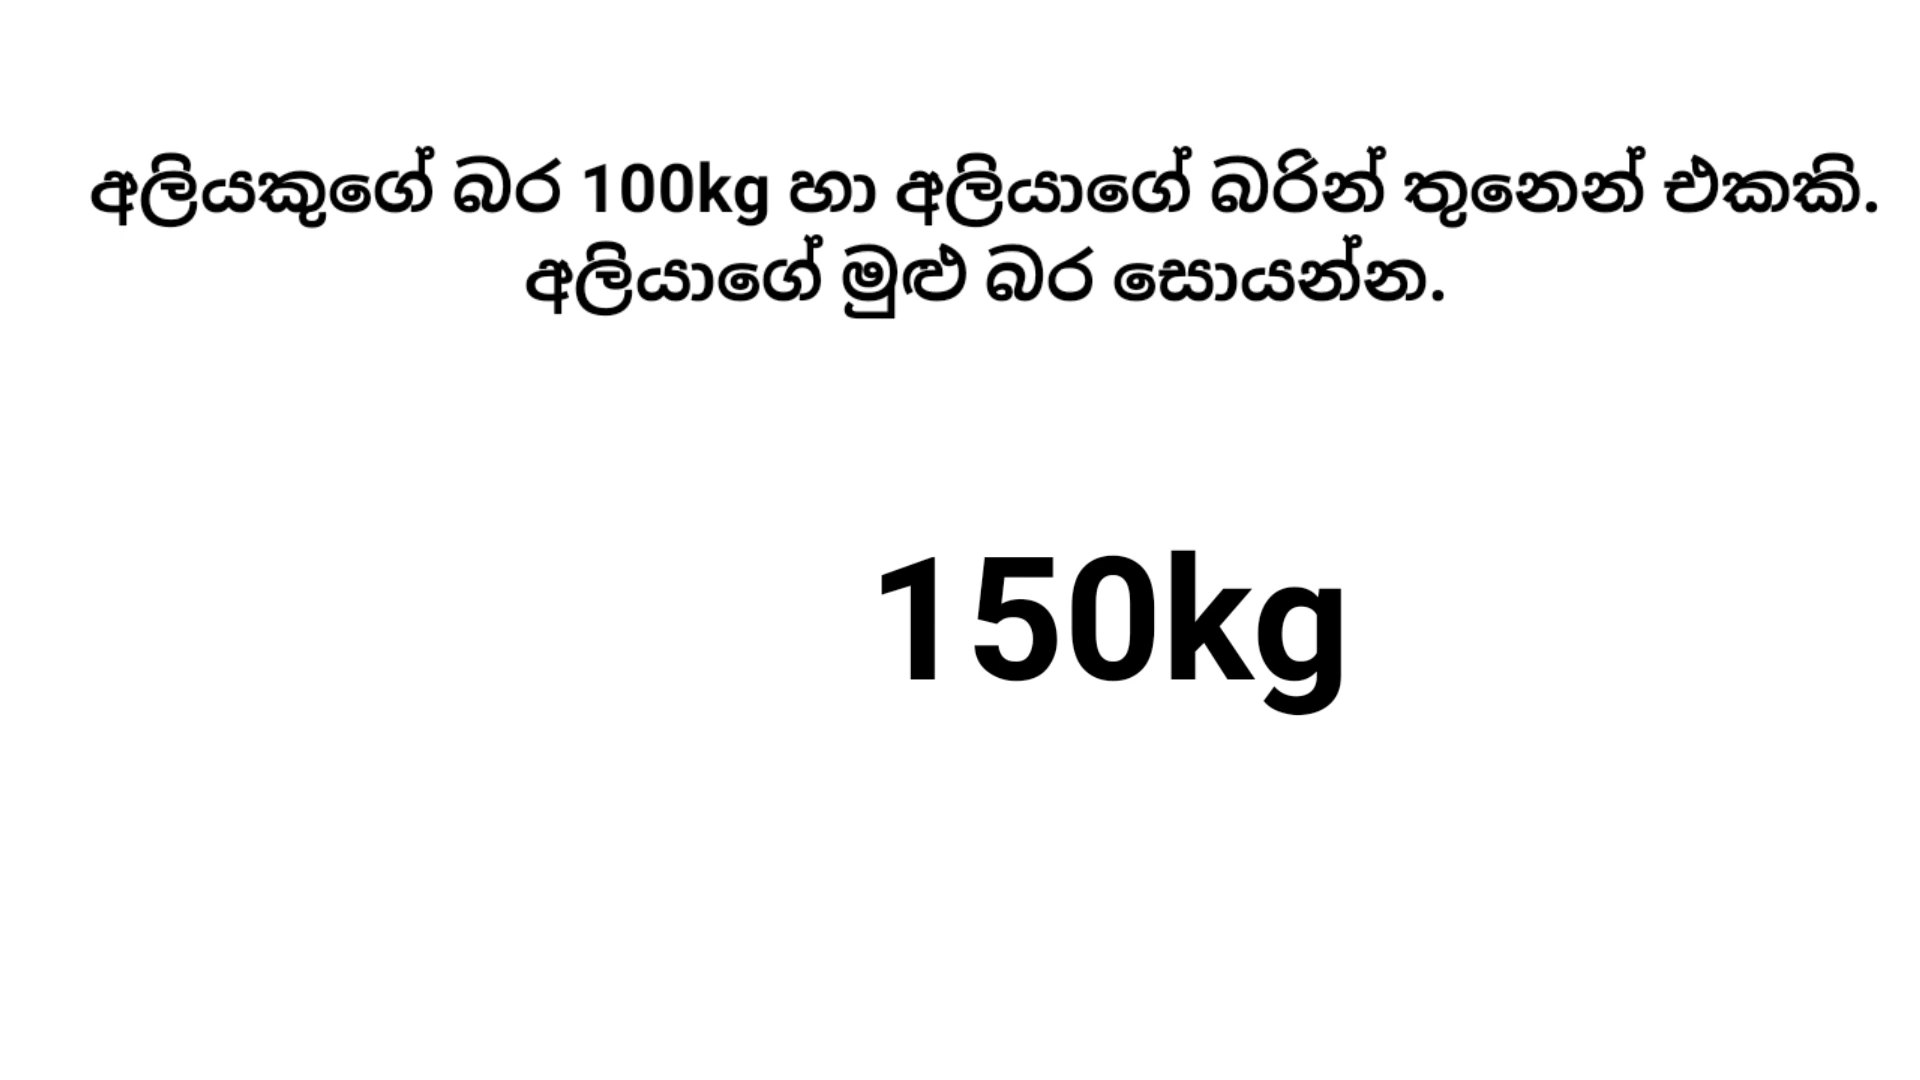 අලියකුගේ බර 100kg හා අලියාගේ බරින් තුනෙන් එකකි.
අලියාගේ මුළු බර සොයන්න.
150kg